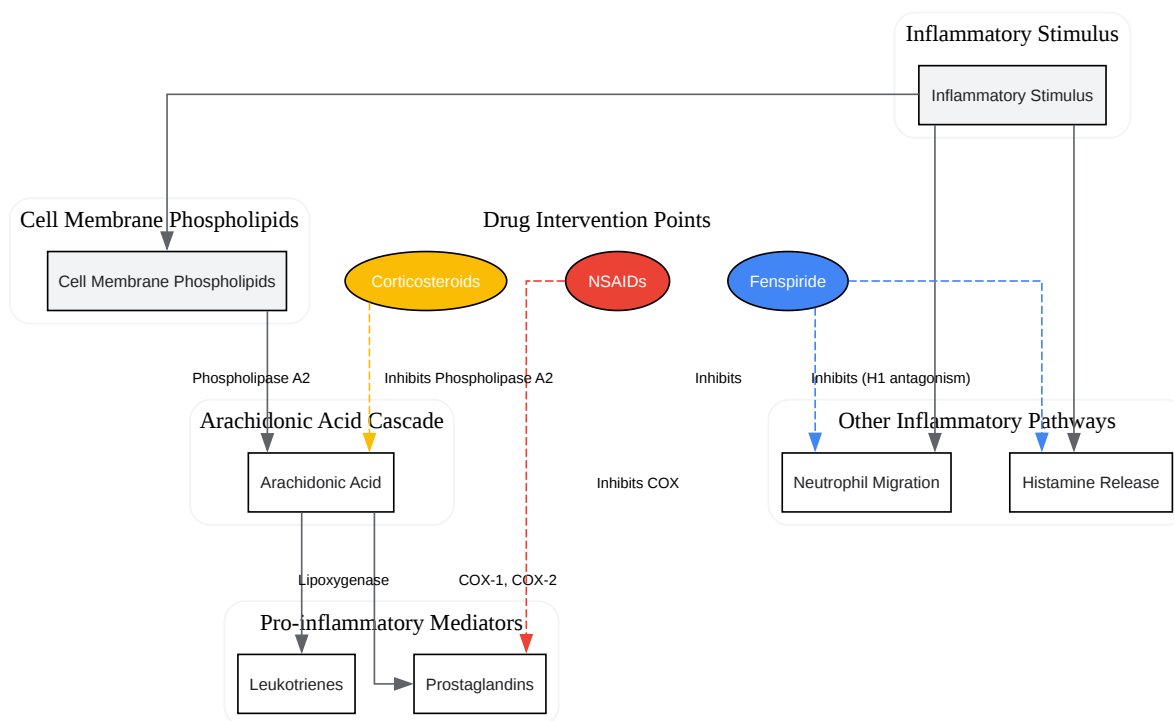 Inflammatory Stimulus
Inflammatory Stimulus
Cell Membrane Phospholipids
Drug Intervention Points
Cell Membrane Phospholipids
Corticosteroids
NSAIDs
Fenspiride
Phospholipase A2
Inhibits Phospholipase A2
Inhibits
Inhibits (H1 antagonism)
Arachidonic Acid Cascade
Other Inflammatory Pathways
Arachidonic Acid
Inhibits COX
Neutrophil Migration
Histamine Release
Lipoxygenase
COX-1, COX-2
Pro-inflammatory Mediators
Leukotrienes
Prostaglandins